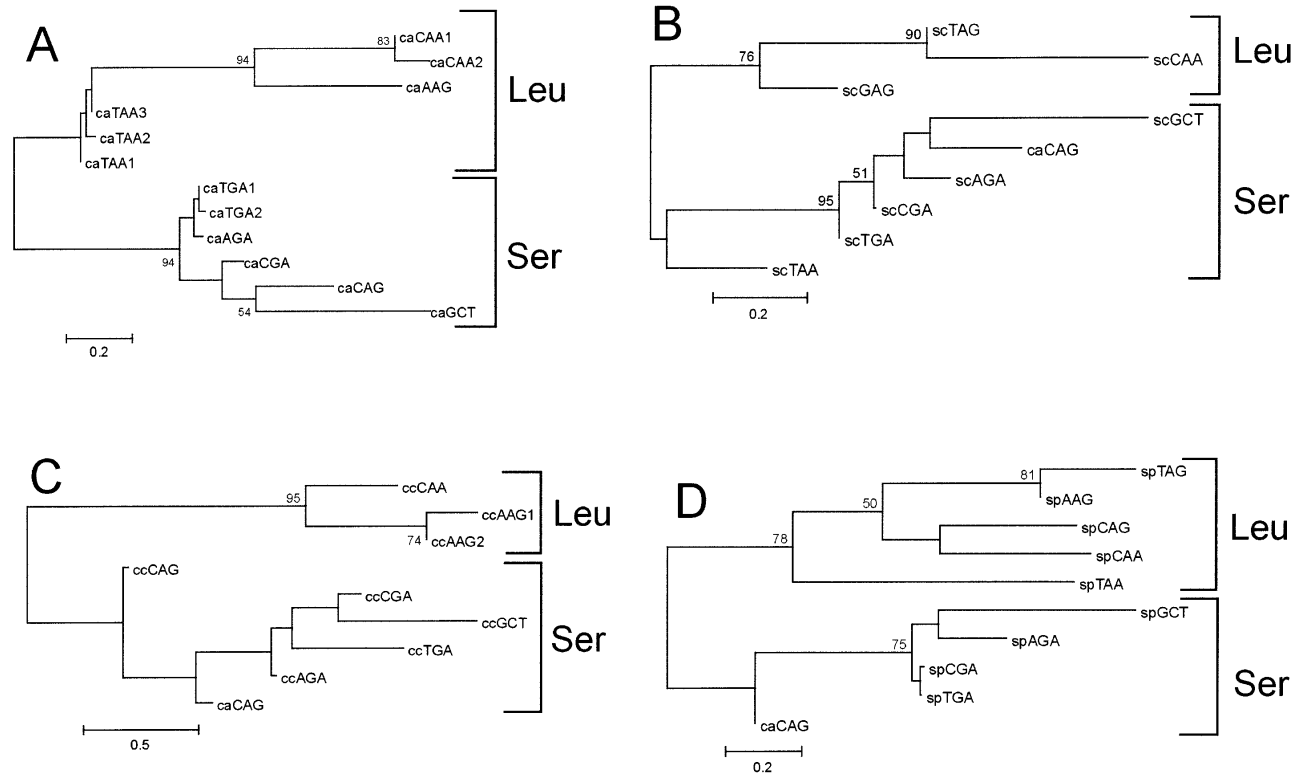 A
83
caCAA1
caCAA2
94
caAAG
Leu
caTAA3
caTAA2
caTAA1
caTGA1
caTGA2
caAGA
94
caCGA
caCAG
54
caGCT
Ser
0.2
B
90
scTAG
76
scCAA
scGAG
Leu
scGCT
caCAG
51
scAGA
95
scCGA
scTGA
scTAA
Ser
0.2
C
95
ccCAA
ccAAG1
74
ccAAG2
Leu
ccCAG
ccCGA
ccGCT
ccTGA
ccAGA
caCAG
Ser
0.5
D
81
spTAG
50
spAAG
spCAG
78
spCAA
spTAA
Leu
spGCT
75
spAGA
spCGA
spTGA
caCAG
Ser
0.2